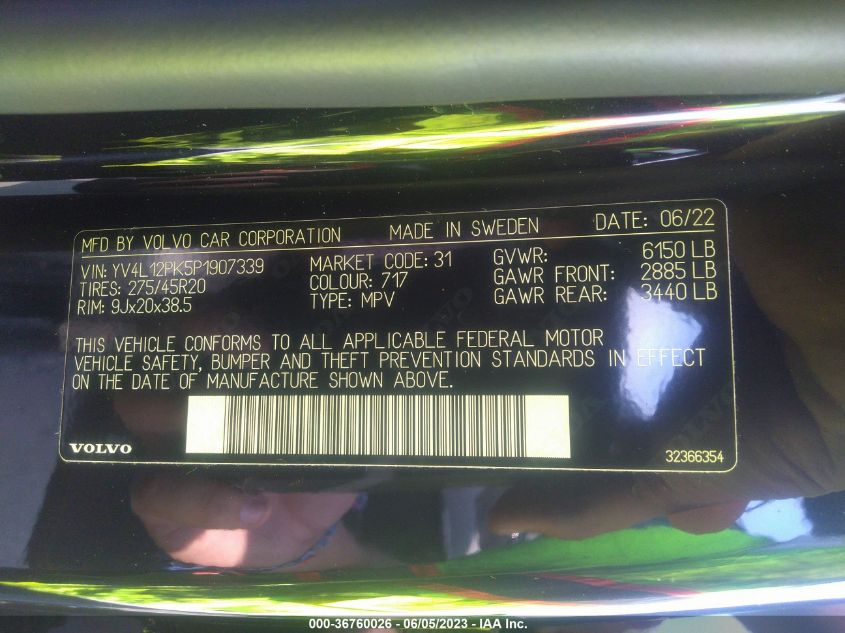 MFD BY VOLVO CAR CORPORATION MADE IN SWEDEN DATE: 06/22
VIN: YV4L12PK5P1907339 MARKET CODE: 31 GVWR: 6150 LB
TIRES: 275/45R20 COLOUR: 717 GAWR FRONT: 2885 LB
RIM: 9Jx20x38.5 TYPE: MPV GAWR REAR: 3440 LB
THIS VEHICLE CONFORMS TO ALL APPLICABLE FEDERAL MOTOR
VEHICLE SAFETY, BUMPER AND THEFT PREVENTION STANDARDS IN EFFECT
ON THE DATE OF MANUFACTURE SHOWN ABOVE.
VOLVO 32366354
000-36760026 - 06/05/2023 - IAA Inc.